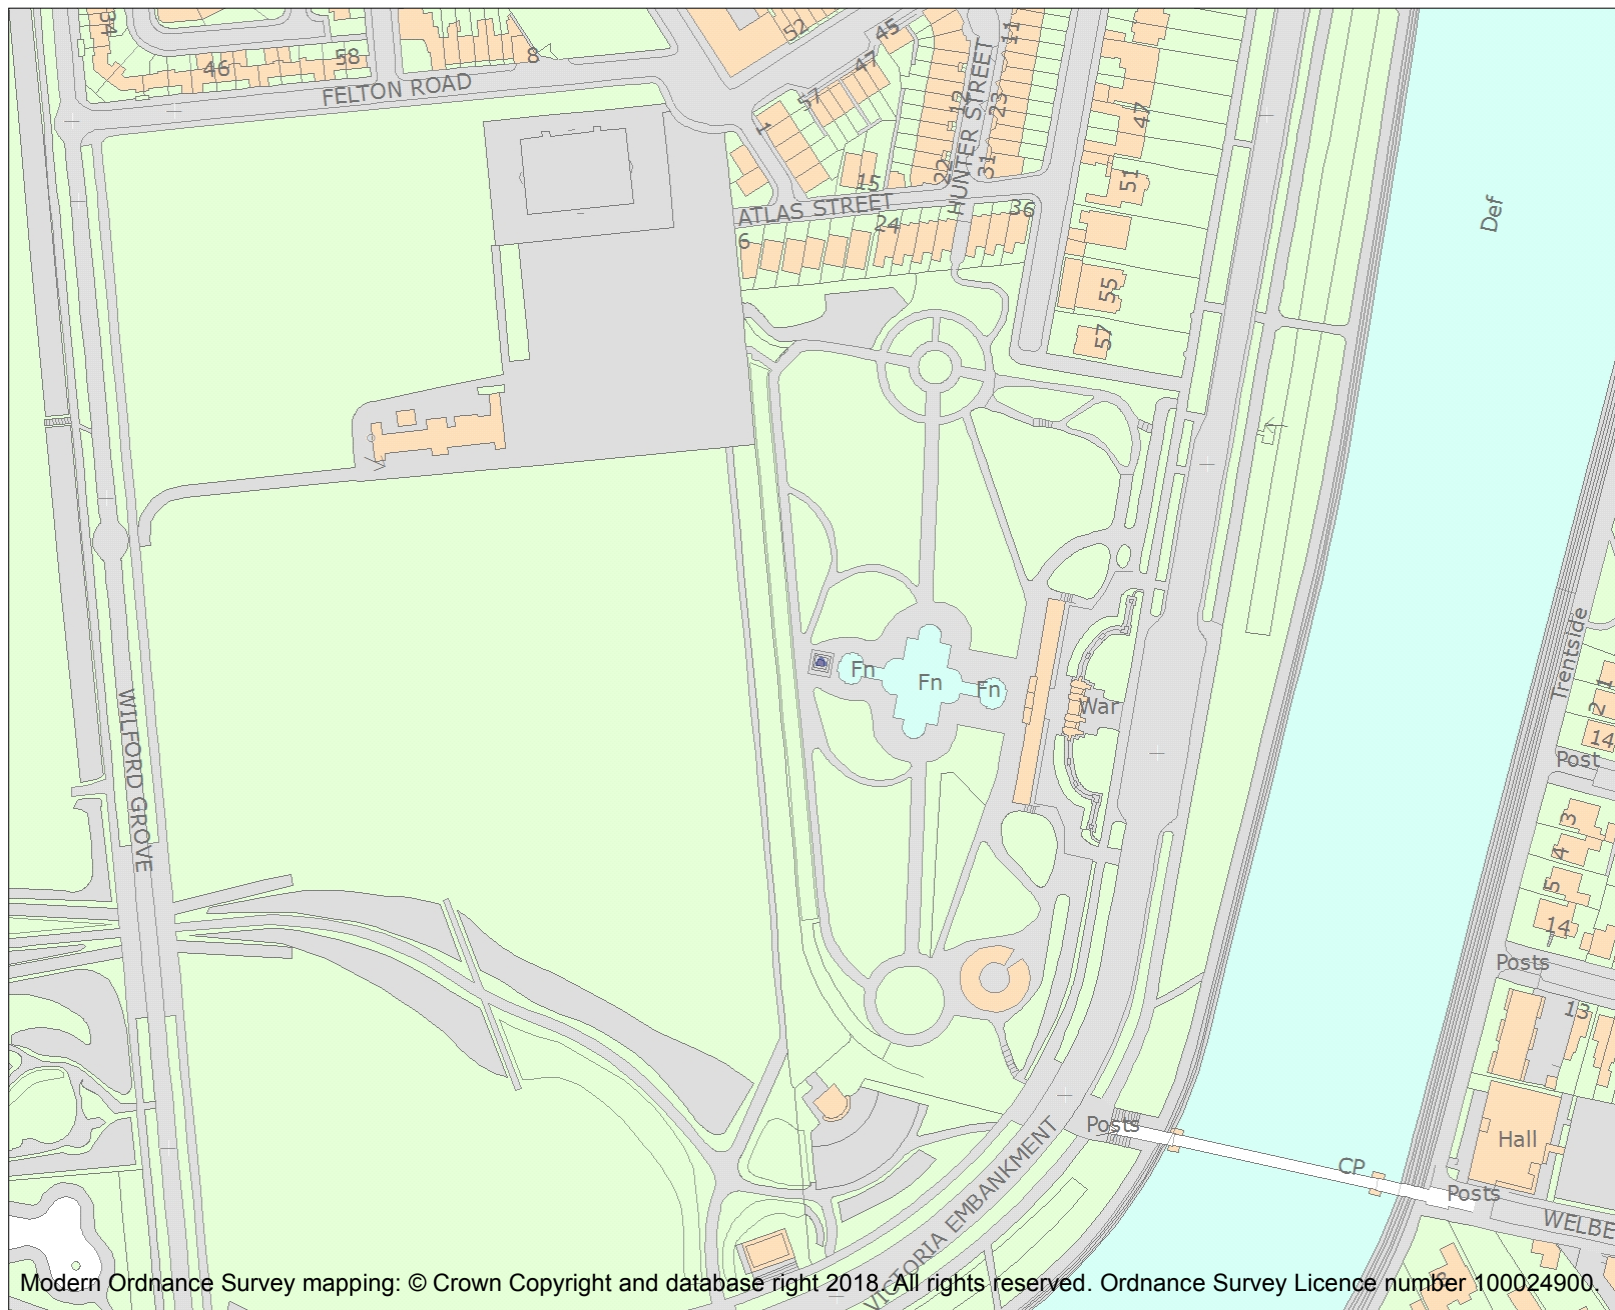 34
46
58
8
FELTON ROAD
52
45
47
57
1
11
12
23
HUNTER STREET
22
31
15
ATLAS STREET
6
24
36
47
51
55
57
Def
Fn
Fn
Fn
War
WILFORD GROVE
Trentside
1
2
14
Post
3
4
5
14
Posts
13
Posts
Hall
CP
Posts
WELBE
VICTORIA EMBANKMENT
Modern Ordnance Survey mapping: © Crown Copyright and database right 2018. All rights reserved. Ordnance Survey Licence number 100024900.